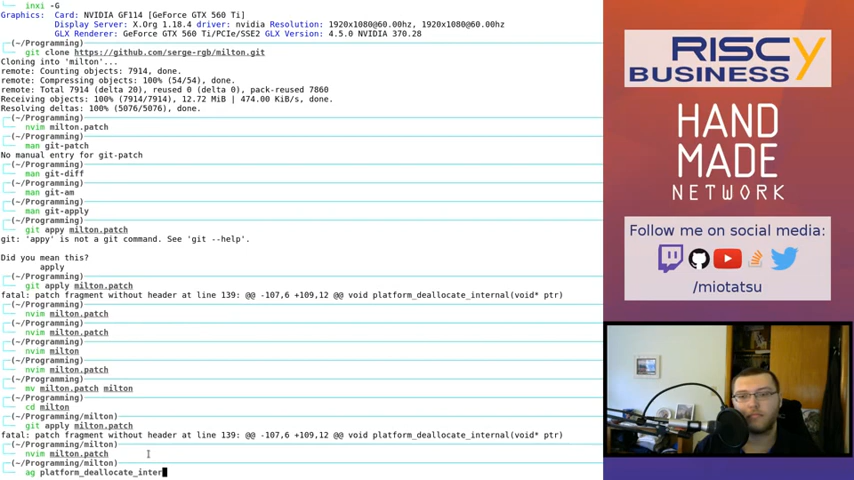 inxi -G
Graphics:  Card: NVIDIA GF114 [GeForce GTX 560 Ti]
Display Server: X.Org 1.18.4 driver: nvidia Resolution: 1920x1080@60.00hz, 1920x1080@60.00hz
GLX Renderer: GeForce GTX 560 Ti/PCIe/SSE2 GLX Version: 4.5.0 NVIDIA 370.28
(~/Programming)
git clone https://github.com/serge-rgb/milton.git
Cloning into 'milton'...
remote: Counting objects: 7914, done.
remote: Compressing objects: 100% (54/54), done.
remote: Total 7914 (delta 20), reused 0 (delta 0), pack-reused 7860
Receiving objects: 100% (7914/7914), 12.72 MiB | 474.00 KiB/s, done.
Resolving deltas: 100% (5076/5076), done.
(~/Programming)
nvim milton.patch
(~/Programming)
man git-patch
No manual entry for git-patch
(~/Programming)
man git-diff
(~/Programming)
man git-am
(~/Programming)
man git-apply
(~/Programming)
git appy milton.patch
git: 'appy' is not a git command. See 'git --help'.
Did you mean this?
apply
(~/Programming)
git apply milton.patch
fatal: patch fragment without header at line 139: @@ -107,6 +109,12 @@ void platform_deallocate_internal(void* ptr)
(~/Programming)
nvim milton.patch
(~/Programming)
nvim milton.patch
(~/Programming)
nvim milton
(~/Programming)
nvim milton.patch
(~/Programming)
mv milton.patch milton
(~/Programming)
cd milton
(~/Programming/milton)
git apply milton.patch
fatal: patch fragment without header at line 139: @@ -107,6 +109,12 @@ void platform_deallocate_internal(void* ptr)
(~/Programming/milton)
nvim milton.patch
(~/Programming/milton)
ag platform_deallocate_inter
RISCY
BUSINESS
HAND
MADE
NETWORK
Follow me on social media:
/miotatsu